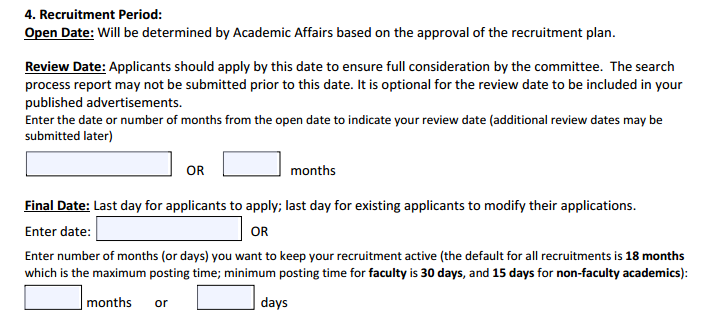 4. Recruitment Period:
Open Date: Will be determined by Academic Affairs based on the approval of the recruitment plan.
Review Date: Applicants should apply by this date to ensure full consideration by the committee. The search
process report may not be submitted prior to this date. It is optional for the review date to be included in your
published advertisements.
Enter the date or number of months from the open date to indicate your review date (additional review dates may be
submitted later)
OR months
Final Date: Last day for applicants to apply; last day for existing applicants to modify their applications.
Enter date: OR
Enter number of months (or days) you want to keep your recruitment active (the default for all recruitments is 18 months
which is the maximum posting time; minimum posting time for faculty is 30 days, and 15 days for non-faculty academics):
months or days